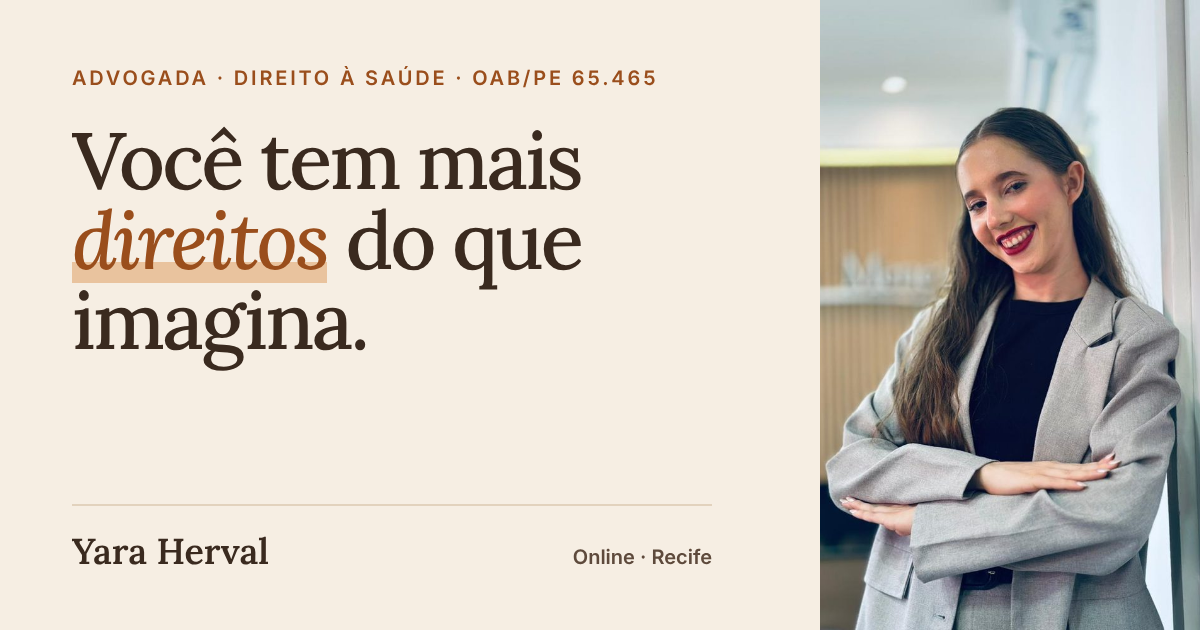 ADVOGADA · DIREITO À SAÚDE · OAB/PE 65.465
Você tem mais
direitos do que
imagina.
Yara Herval
Online · Recife